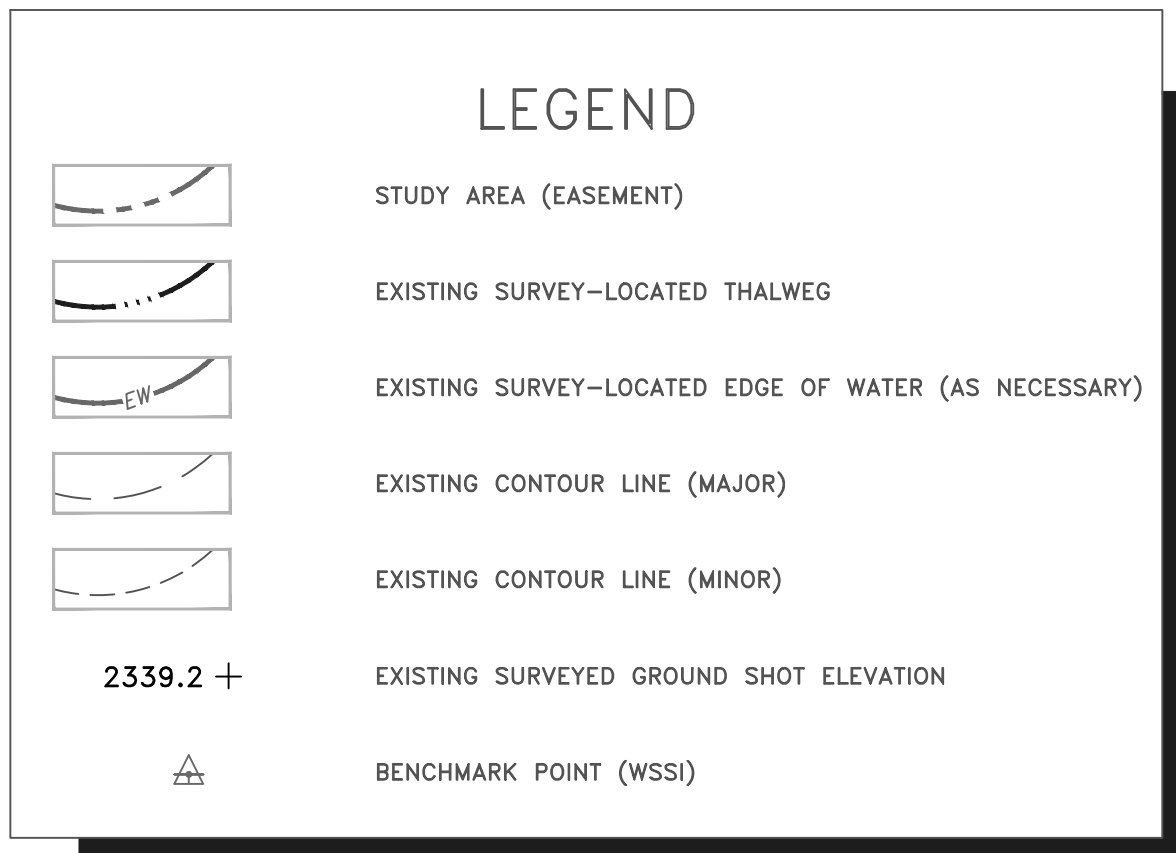 LEGEND
STUDY AREA (EASEMENT)
EXISTING SURVEY-LOCATED THALWEG
EW
EXISTING SURVEY-LOCATED EDGE OF WATER (AS NECESSARY)
EXISTING CONTOUR LINE (MAJOR)
EXISTING CONTOUR LINE (MINOR)
2339.2 + EXISTING SURVEYED GROUND SHOT ELEVATION
BENCHMARK POINT (WSSI)